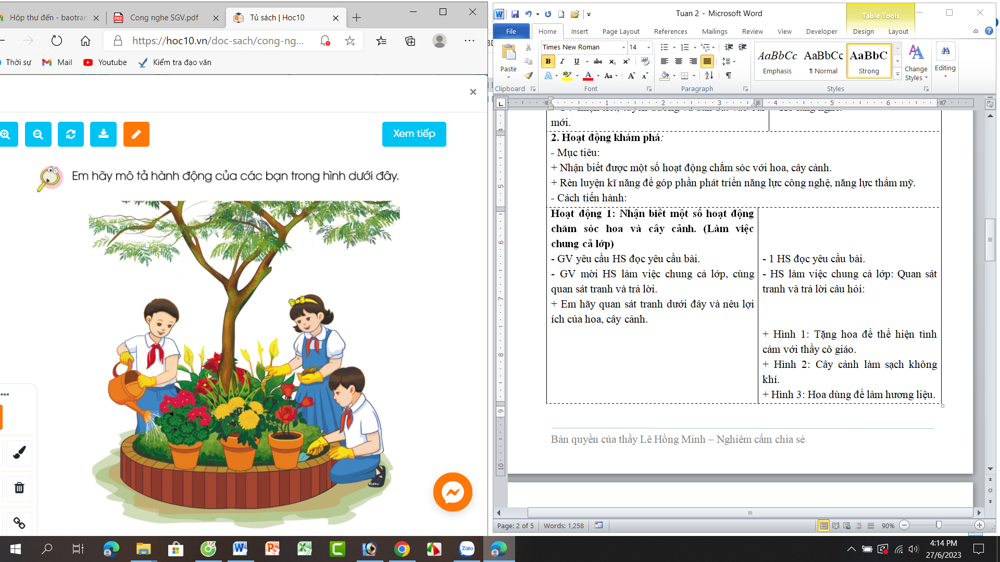 Hộp thư đến - baotran
Cong nghe SGV.pdf
Tủ sách | Hoc10
https://hoc10.vn/doc-sach/cong-ng...
Thời sự
Mail
Youtube
Kiểm tra đạo văn
Xem tiếp
Em hãy mô tả hành động của các bạn trong hình dưới đây.
Tuan 2 - Microsoft Word
Table Tools
File
Home
Insert
Page Layout
References
Mailings
Review
View
Developer
Design
Layout
Times New Roman
14
Paste
Clipboard
Font
Paragraph
AaBbCc
AaBbCc
AaBbC
Emphasis
¶ Normal
Strong
Change
Styles
Editing
Styles
mới.
2. Hoạt động khám phá:
- Mục tiêu:
+ Nhận biết được một số hoạt động chắm sóc với hoa, cây cảnh.
+ Rèn luyện kĩ năng để góp phần phát triển năng lực công nghệ, năng lực thẩm mỹ.
- Cách tiến hành:
Hoạt động 1: Nhận biết một số hoạt động
chăm sóc hoa và cây cảnh. (Làm việc
chung cả lớp)
- GV yêu cầu HS đọc yêu cầu bài.
- GV mời HS làm việc chung cả lớp, cùng
quan sát tranh và trả lời.
+ Em hãy quan sát tranh dưới đây và nêu lợi
ích của hoa, cây cảnh.
- 1 HS đọc yêu cầu bài.
- HS làm việc chung cả lớp: Quan sát
tranh và trả lời câu hỏi:
+ Hình 1: Tặng hoa để thể hiện tình
cảm với thầy cô giáo.
+ Hình 2: Cây cảnh làm sạch không
khí.
+ Hình 3: Hoa dùng để làm hương liệu.
Bản quyền của thầy Lê Hồng Minh – Nghiêm cấm chia sẻ
Page: 2 of 5
Words: 1,258
90%
Zalo
4:14 PM
27/6/2023